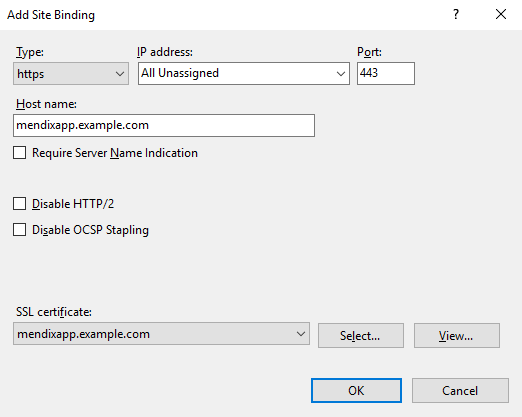 Add Site Binding
?
Type:
IP address:
Port:
https
All Unassigned
443
Host name:
mendixapp.example.com
Require Server Name Indication
Disable HTTP/2
Disable OCSP Stapling
SSL certificate:
mendixapp.example.com
Select...
View...
OK
Cancel